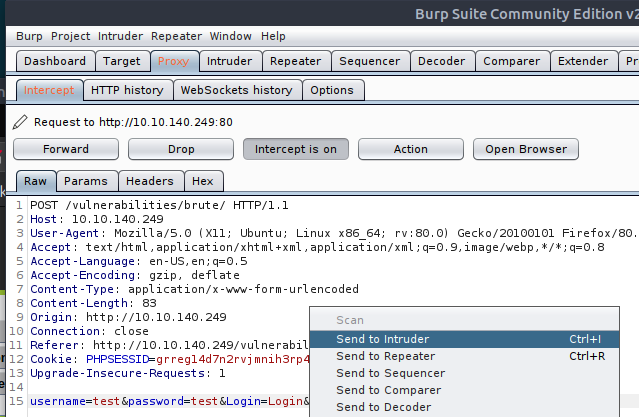 Burp Suite Community Edition v2
Burp Project Intruder Repeater Window Help
Dashboard Target Proxy Intruder Repeater Sequencer Decoder Comparer Extender
Intercept HTTP history WebSockets history Options
Request to http://10.10.140.249:80
Forward Drop Intercept is on Action Open Browser
Raw Params Headers Hex
1 POST /vulnerabilities/brute/ HTTP/1.1
2 Host: 10.10.140.249
3 User-Agent: Mozilla/5.0 (X11; Ubuntu; Linux x86_64; rv:80.0) Gecko/20100101 Firefox/80.
4 Accept: text/html,application/xhtml+xml,application/xml;q=0.9,image/webp,*/*;q=0.8
5 Accept-Language: en-US,en;q=0.5
6 Accept-Encoding: gzip, deflate
7 Content-Type: application/x-www-form-urlencoded
8 Content-Length: 83
9 Origin: http://10.10.140.249
10 Connection: close
11 Referer: http://10.10.140.249/vulnerabil
12 Cookie: PHPSESSID=grreg14d7n2rvjmnih3rp4
13 Upgrade-Insecure-Requests: 1
14
15 username=test&password=test&Login=Login&
Scan
Send to Intruder Ctrl+I
Send to Repeater Ctrl+R
Send to Sequencer
Send to Comparer
Send to Decoder